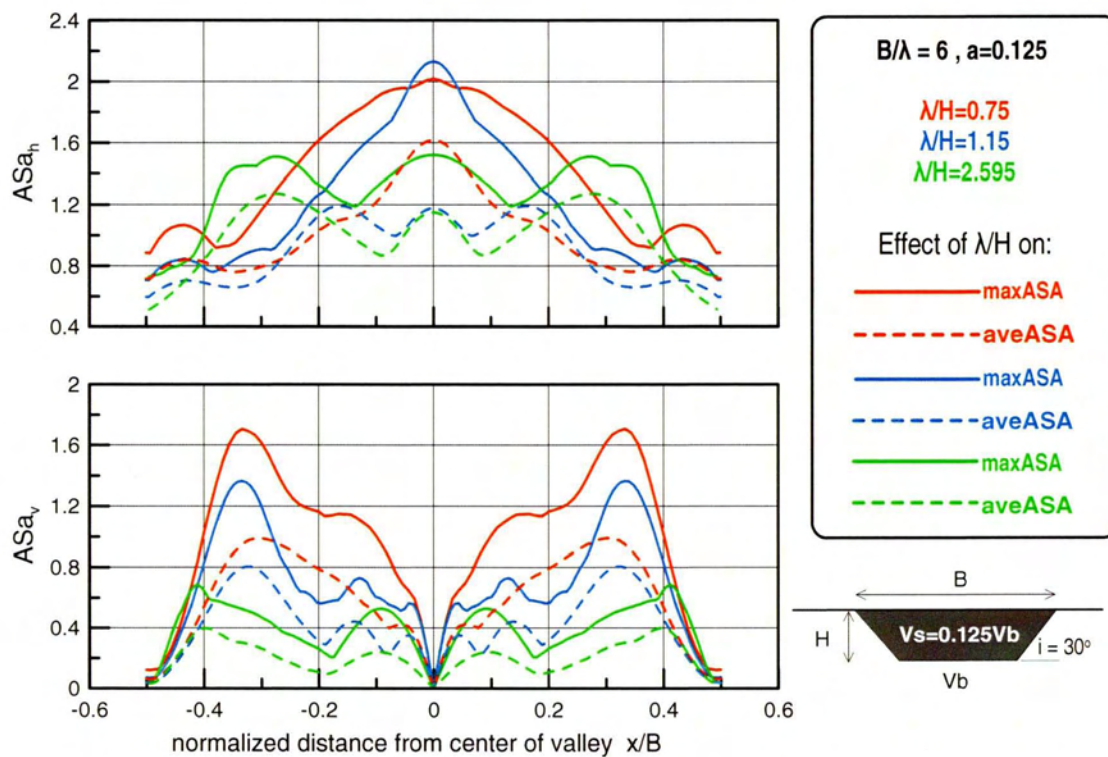 2.4
2
1.6
1.2
0.8
0.4
ASa_h
2
1.6
1.2
0.8
0.4
0
ASa_v
-0.6 -0.4 -0.2 0 0.2 0.4 0.6
normalized distance from center of valley x/B
B/λ = 6 , a=0.125
λ/H=0.75
λ/H=1.15
λ/H=2.595
Effect of λ/H on:
maxASA
aveASA
maxASA
aveASA
maxASA
aveASA
B
H
Vs=0.125Vb
i = 30º
Vb